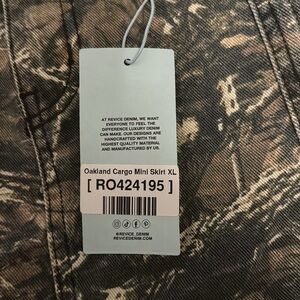 AT REVICE DENIM, WE WANT
EVERYONE TO FEEL THE
DIFFERENCE LUXURY DENIM
CAN MAKE. OUR DESIGNS ARE
HANDCRAFTED WITH THE
HIGHEST QUALITY MATERIAL
AND MANUFACTURED BY US.
Oakland Cargo Mini Skirt XL
[ RO424195 ]
@REVICE_DENIM
REVICEDENIM.COM